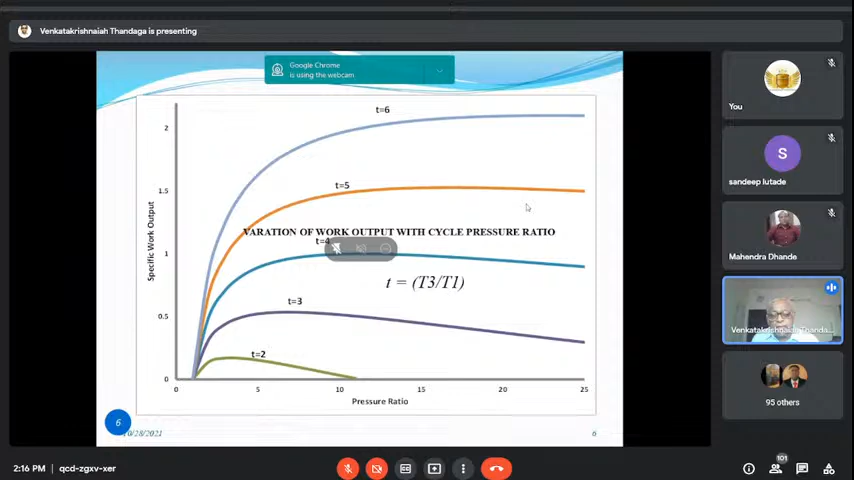 Venkatakrishnaiah Thandaga is presenting
Google Chrome
is using the webcam
t=6
2
t=5
1.5
Specific Work Output
VARATION OF WORK OUTPUT WITH CYCLE PRESSURE RATIO
t=4
1
t = (T3/T1)
t=3
0.5
t=2
0
0 5 10 15 20 25
Pressure Ratio
6
10/28/2021
6
You
S
sandeep lutade
Mahendra Dhande
Venkatakrishnaiah Thanda...
95 others
2:16 PM | qcd-zgxv-xer
101